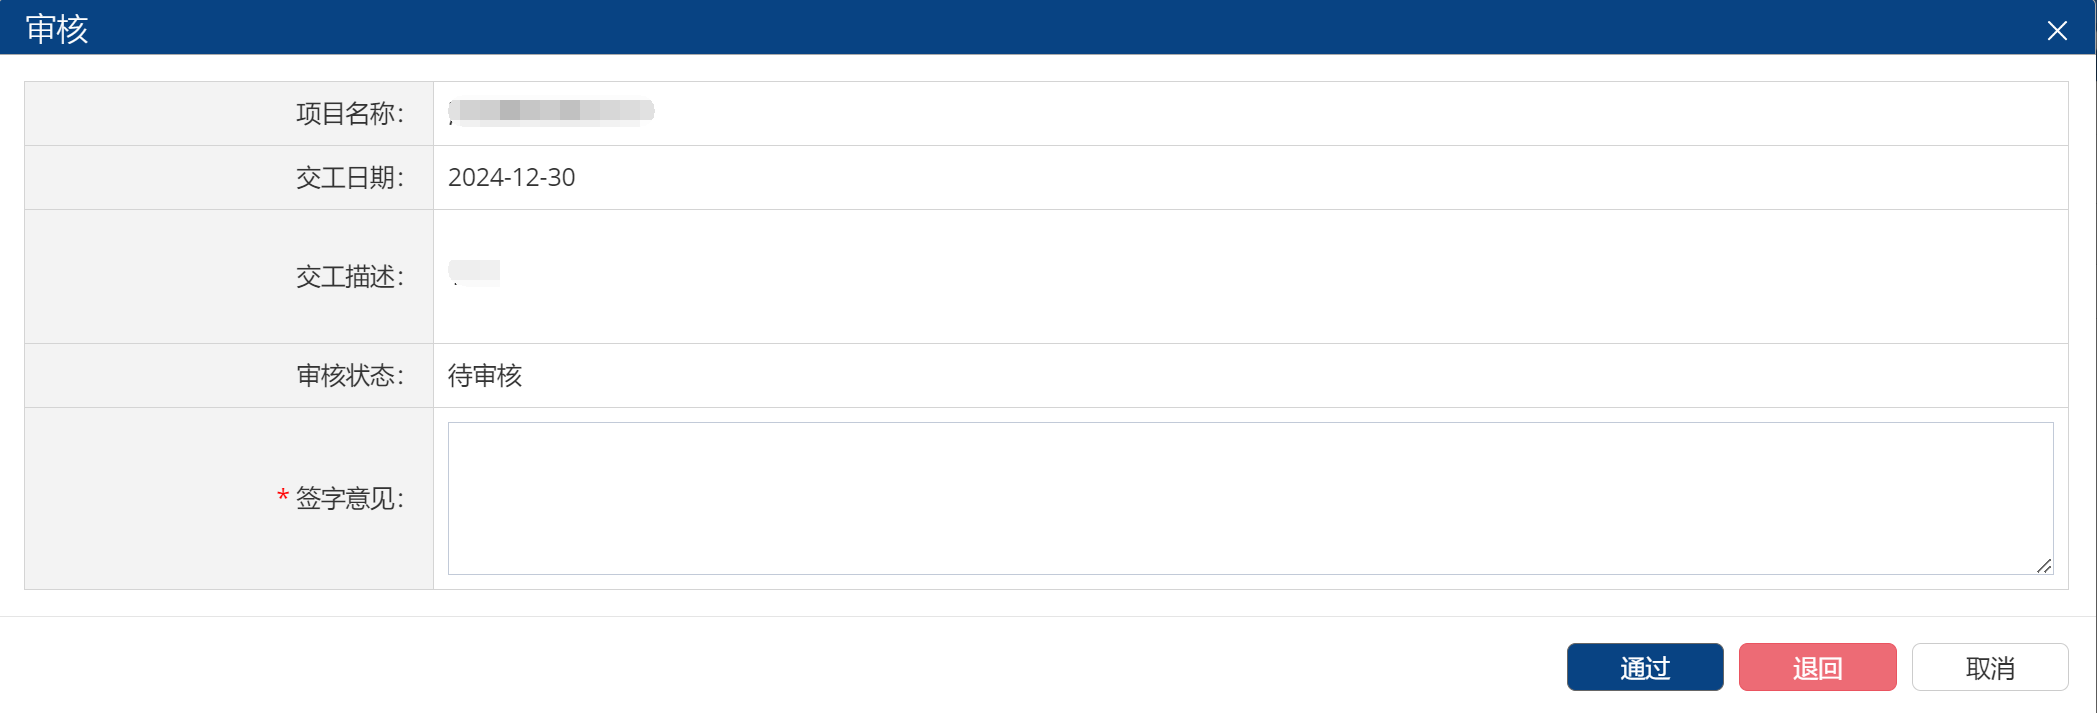 审核
项目名称：
交工日期： 2024-12-30
交工描述：
审核状态： 待审核
* 签字意见：
通过 退回 取消